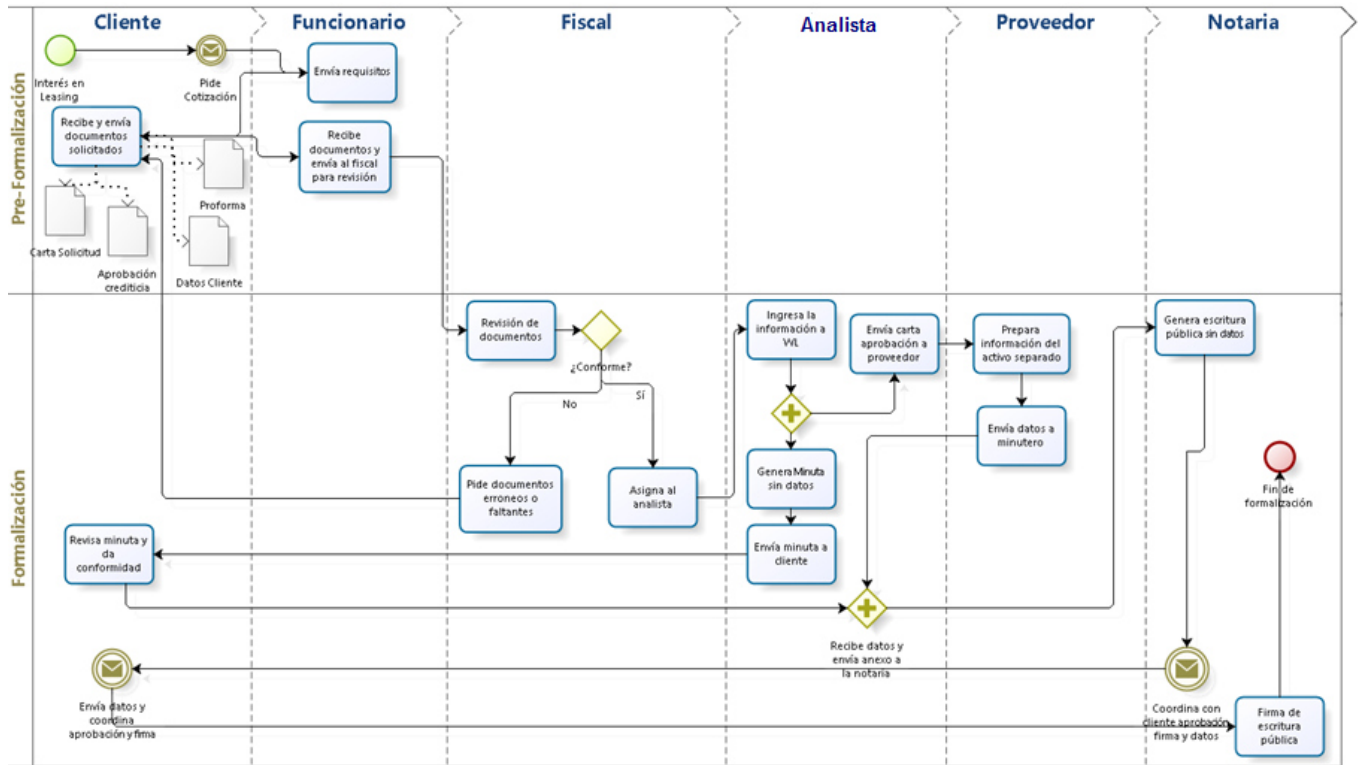 Cliente
Funcionario
Fiscal
Analista
Proveedor
Notaria
Pre-Formalización
Interés en
Leasing
Pide
Cotización
Envía requisitos
Recibe y envía
documentos
solicitados
Recibe
documentos y
envía al fiscal
para revisión
Proforma
Carta Solicitud
Aprobación
crediticia
Datos Cliente
Formalización
Revisión de
documentos
¿Conforme?
No
Sí
Pide documentos
erroneos o
faltantes
Asigna al
analista
Ingresa la
información a
WL
Envía carta
aprobación a
proveedor
Genera Minuta
sin datos
Envía minuta a
cliente
Prepara
información del
activo separado
Envía datos a
minutero
Genera escritura
pública sin datos
Fin de
formalización
Revisa minuta y
da
conformidad
Recibe datos y
envía anexo a
la notaria
Envía datos y
coordina
aprobación y firma
Coordina con
cliente aprobación
firma y datos
Firma de
escritura
pública